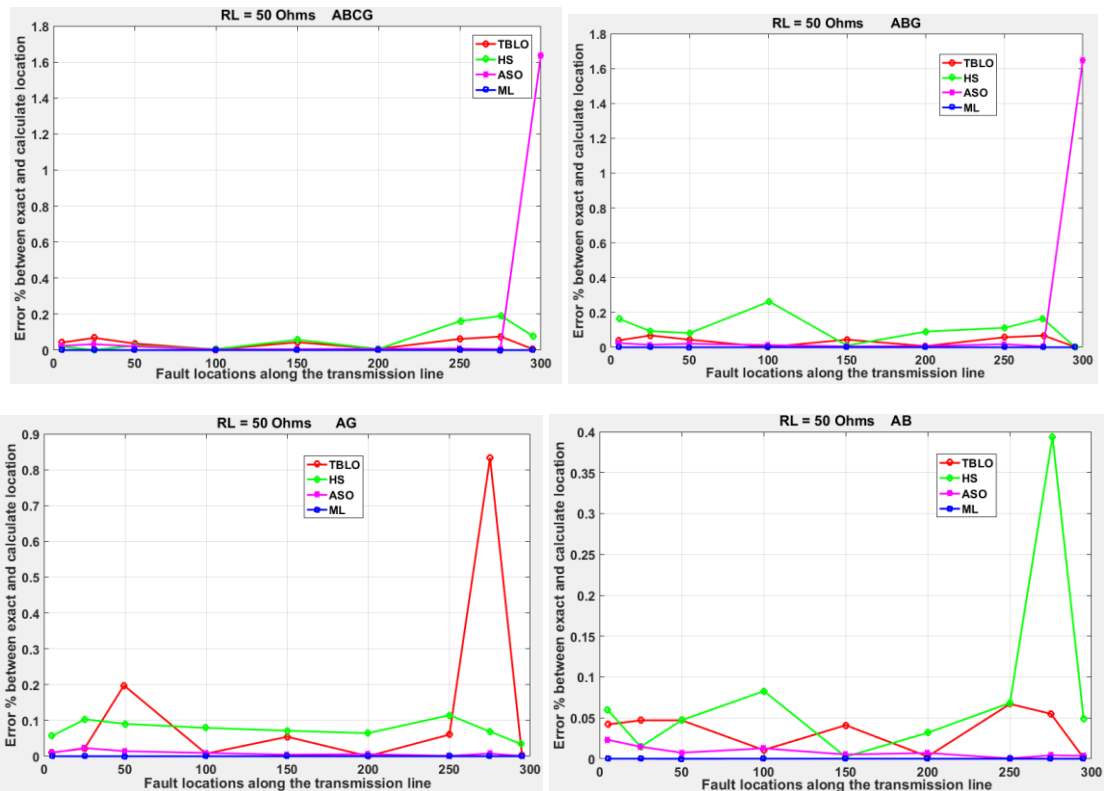 RL = 50 Ohms ABCG
Error % between exact and calculate location
1.8
1.6
1.4
1.2
1
0.8
0.6
0.4
0.2
0
TBLO
HS
ASO
ML
0 50 100 150 200 250 300
Fault locations along the transmission line
RL = 50 Ohms ABG
Error % between exact and calculate location
1.8
1.6
1.4
1.2
1
0.8
0.6
0.4
0.2
0
TBLO
HS
ASO
ML
0 50 100 150 200 250 300
Fault locations along the transmission line
RL = 50 Ohms AG
Error % between exact and calculate location
0.9
0.8
0.7
0.6
0.5
0.4
0.3
0.2
0.1
0
TBLO
HS
ASO
ML
0 50 100 150 200 250 300
Fault locations along the transmission line
RL = 50 Ohms AB
Error % between exact and calculate location
0.4
0.35
0.3
0.25
0.2
0.15
0.1
0.05
0
TBLO
HS
ASO
ML
0 50 100 150 200 250 300
Fault locations along the transmission line